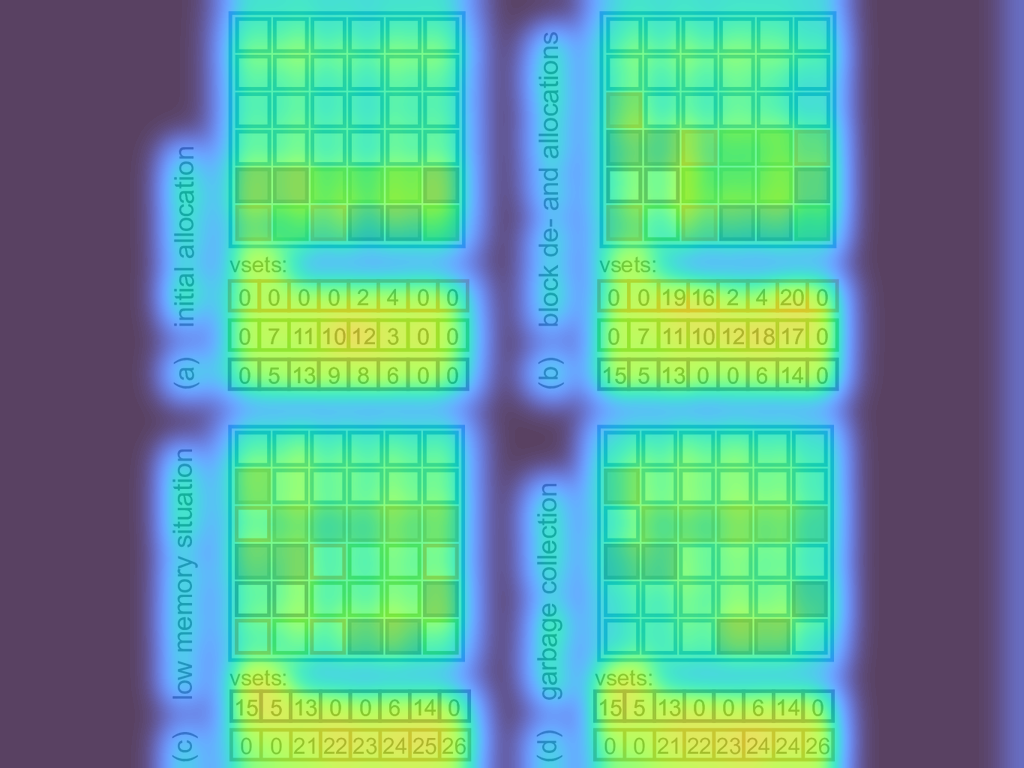 (a) initial allocation
vsets:
0 0 0 0 2 4 0 0
0 7 11 10 12 3 0 0
0 5 13 9 8 6 0 0
(b) block de- and allocations
vsets:
0 0 19 16 2 4 20 0
0 7 11 10 12 18 17 0
15 5 13 0 0 6 14 0
(c) low memory situation
vsets:
15 5 13 0 0 6 14 0
0 0 21 22 23 24 25 26
(d) garbage collection
vsets:
15 5 13 0 0 6 14 0
0 0 21 22 23 24 24 26